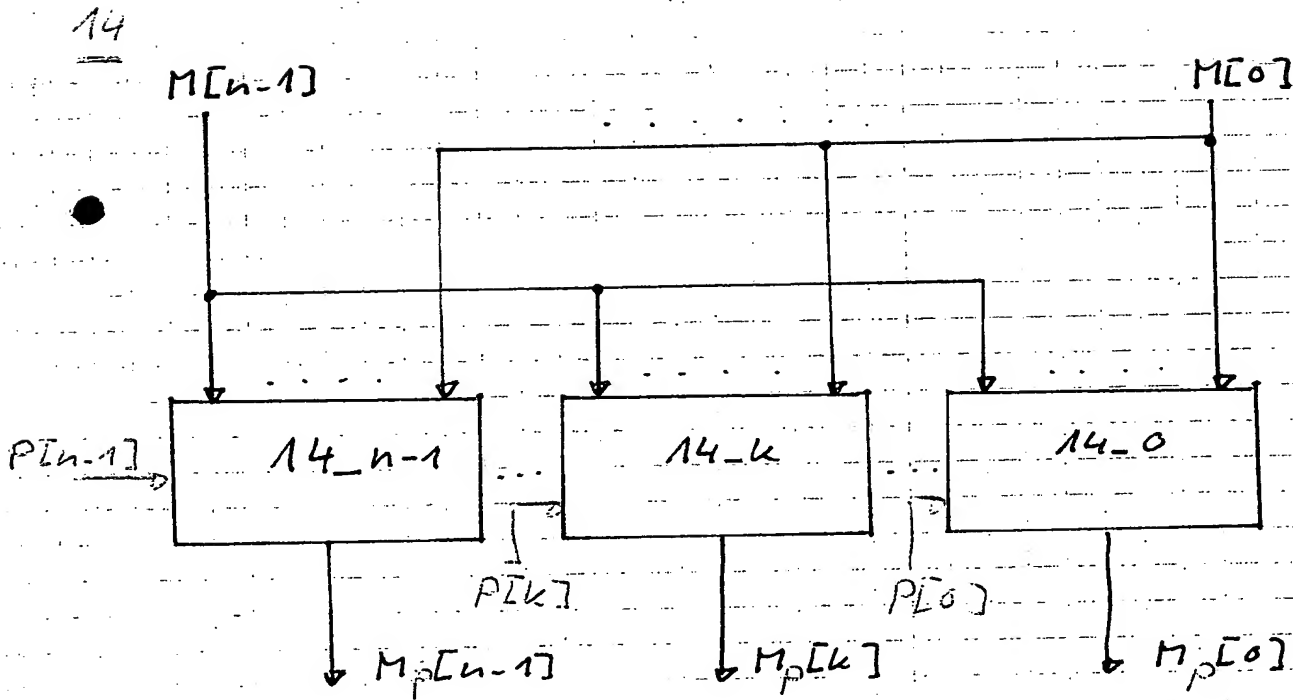 14
M[n-1] M[0]
. . . . . . .
P[n-1] 14_n-1 ... 14_k ... 14_0
P[k] P[0]
Mp[n-1] Mp[k] Mp[0]